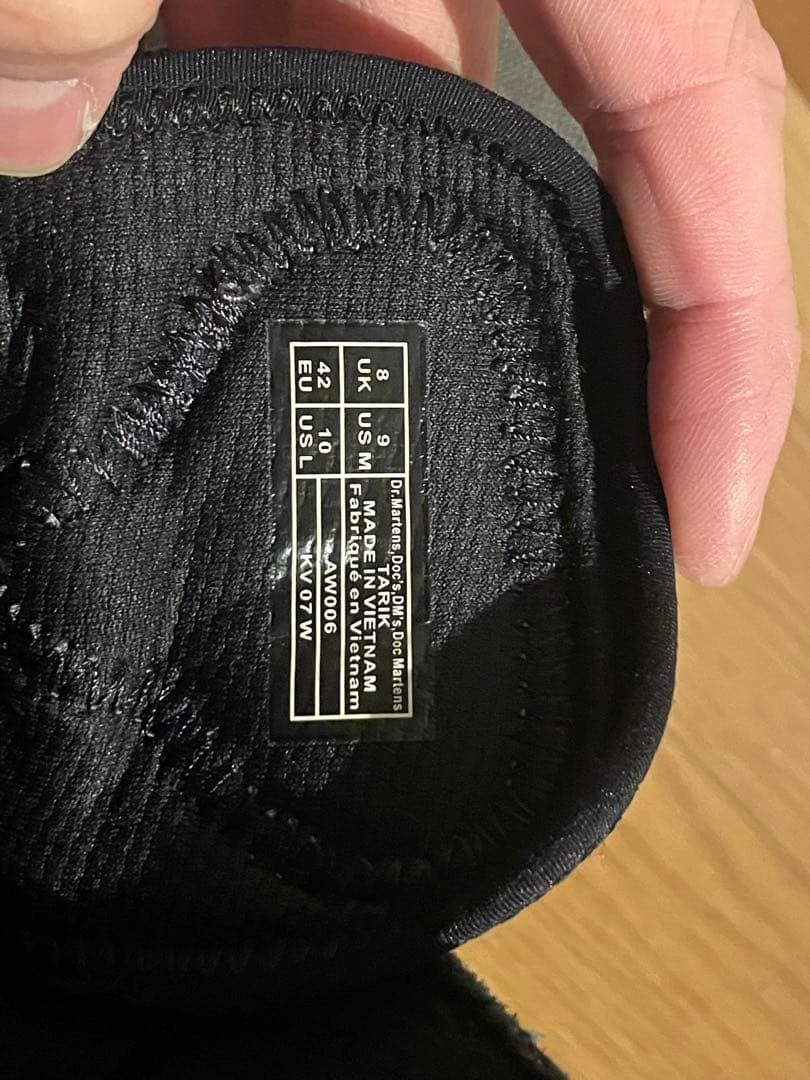 Dr.Martens,Doc's,DM's,Doc Martens
8 UK
9 US M
TARIK
MADE IN VIETNAM
Fabriqué en Vietnam
42 EU
10 US L
AW006
KV 07 W